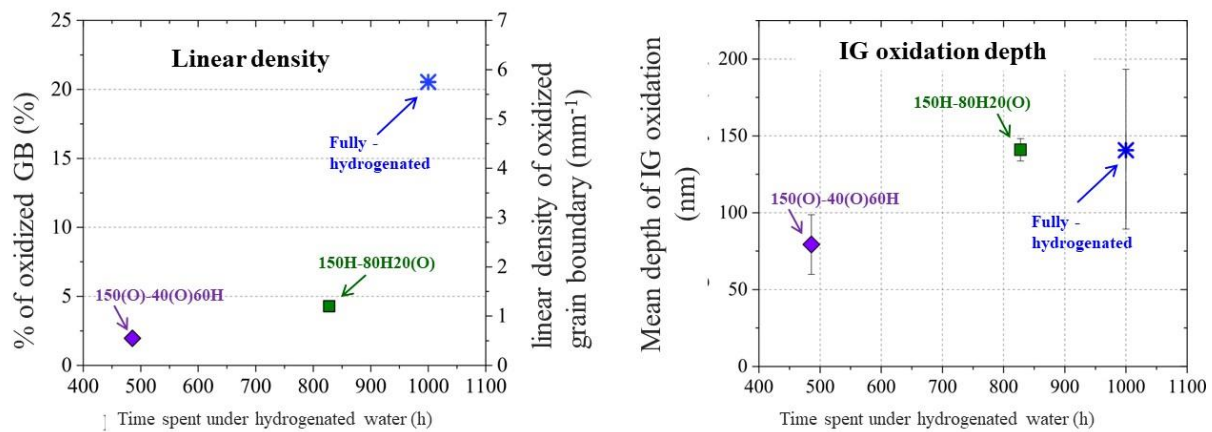 Linear density
% of oxidized GB (%)
25
20
15
10
5
0
7
6
5
4
3
2
1
0
linear density of oxidized
grain boundary (mm-1)
Fully -
hydrogenated
150H-80H20(O)
150(O)-40(O)60H
400 500 600 700 800 900 1000 1100
Time spent under hydrogenated water (h)
IG oxidation depth
Mean depth of IG oxidation
(nm)
200
150
100
50
0
150H-80H20(O)
150(O)-40(O)60H
Fully -
hydrogenated
400 500 600 700 800 900 1000 1100
Time spent under hydrogenated water (h)